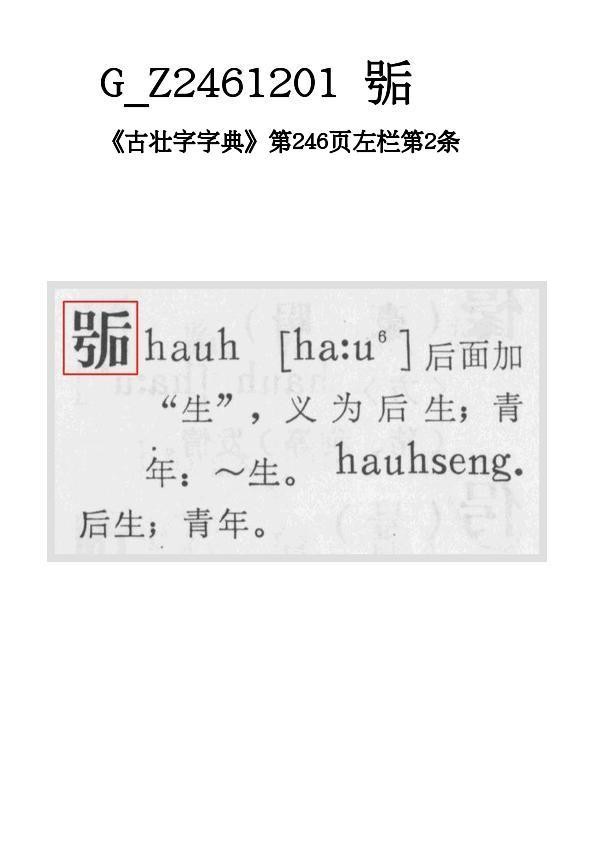 G_Z2461201
《古壮字字典》第246页左栏第2条
hauh [ha:u⁶] 后面加
“生”，义为后生；青
年：～生。hauhseng.
后生；青年。